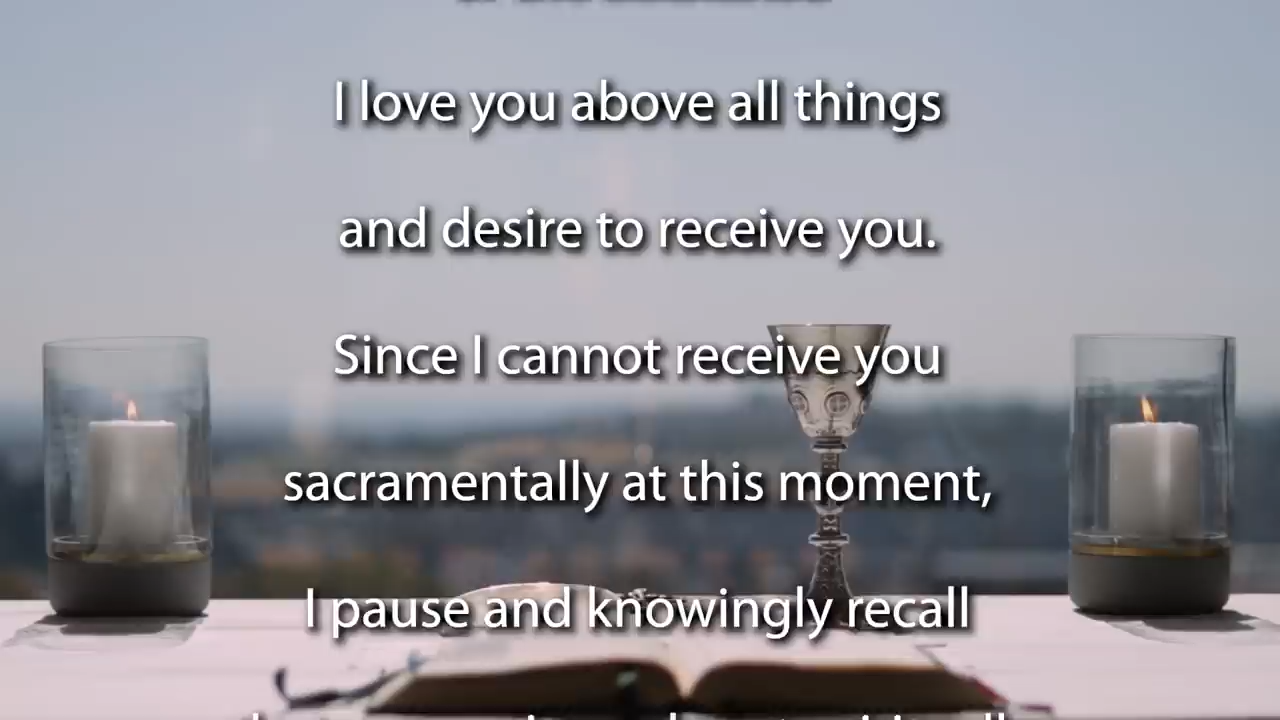 I love you above all things
and desire to receive you.
Since I cannot receive you
sacramentally at this moment,
I pause and knowingly recall